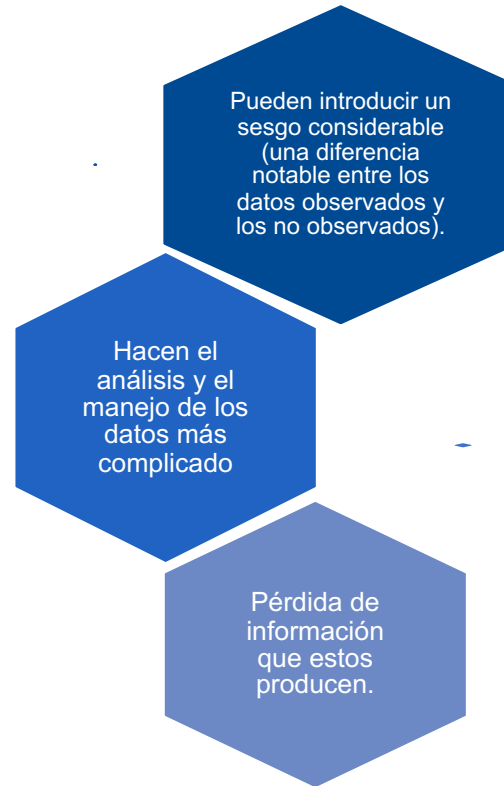 Pueden introducir un
sesgo considerable
(una diferencia
notable entre los
datos observados y
los no observados).
Hacen el
análisis y el
manejo de los
datos más
complicado
Pérdida de
información
que estos
producen.